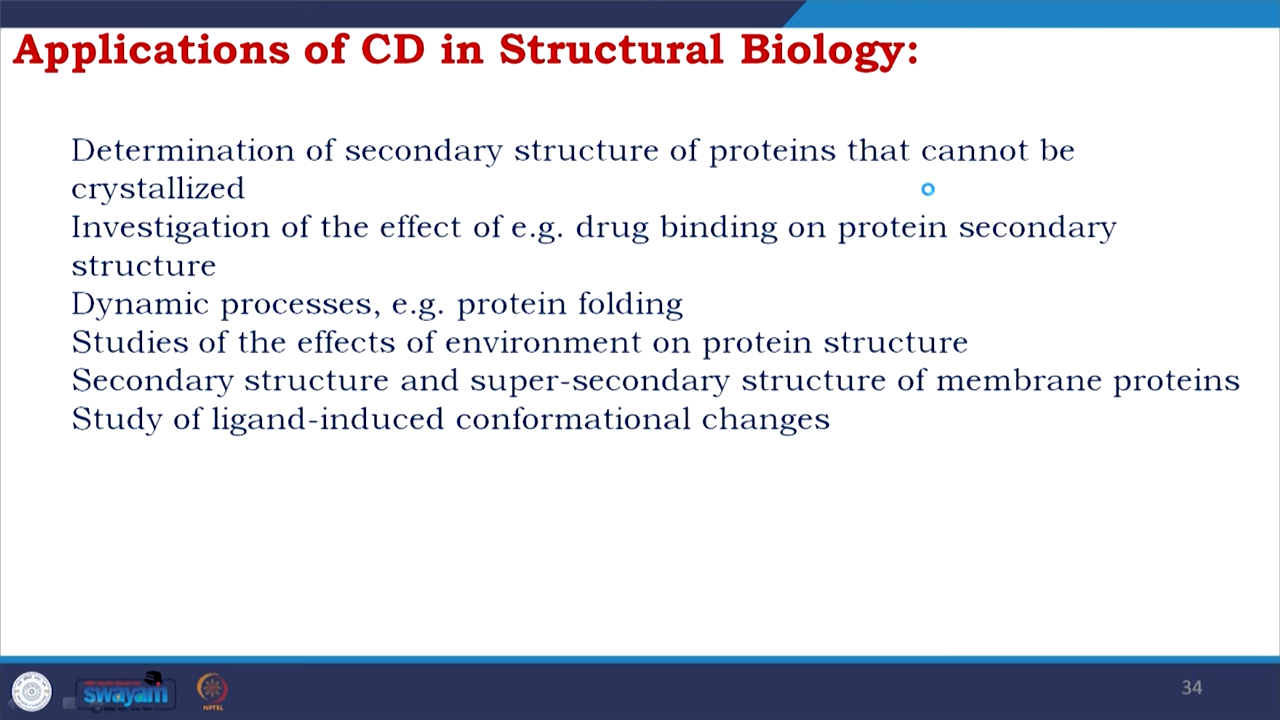 Applications of CD in Structural Biology:
Determination of secondary structure of proteins that cannot be
crystallized
Investigation of the effect of e.g. drug binding on protein secondary
structure
Dynamic processes, e.g. protein folding
Studies of the effects of environment on protein structure
Secondary structure and super-secondary structure of membrane proteins
Study of ligand-induced conformational changes
swayam
NPTEL
34